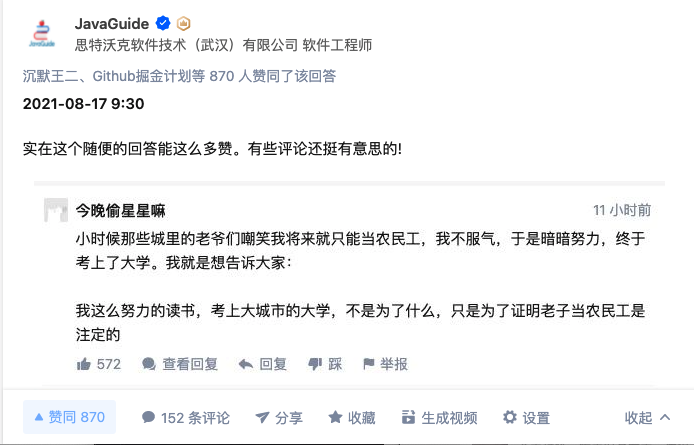 JavaGuide
JavaGuide
思特沃克软件技术（武汉）有限公司 软件工程师
沉默王二、Github掘金计划等 870 人赞同了该回答
2021-08-17 9:30
实在这个随便的回答能这么多赞。有些评论还挺有意思的!
今晚偷星星嘛 11 小时前
小时候那些城里的老爷们嘲笑我将来就只能当农民工，我不服气，于是暗暗努力，终于
考上了大学。我就是想告诉大家：
我这么努力的读书，考上大城市的大学，不是为了什么，只是为了证明老子当农民工是
注定的
572 查看回复 回复 踩 举报
赞同 870 152 条评论 分享 收藏 生成视频 设置 收起